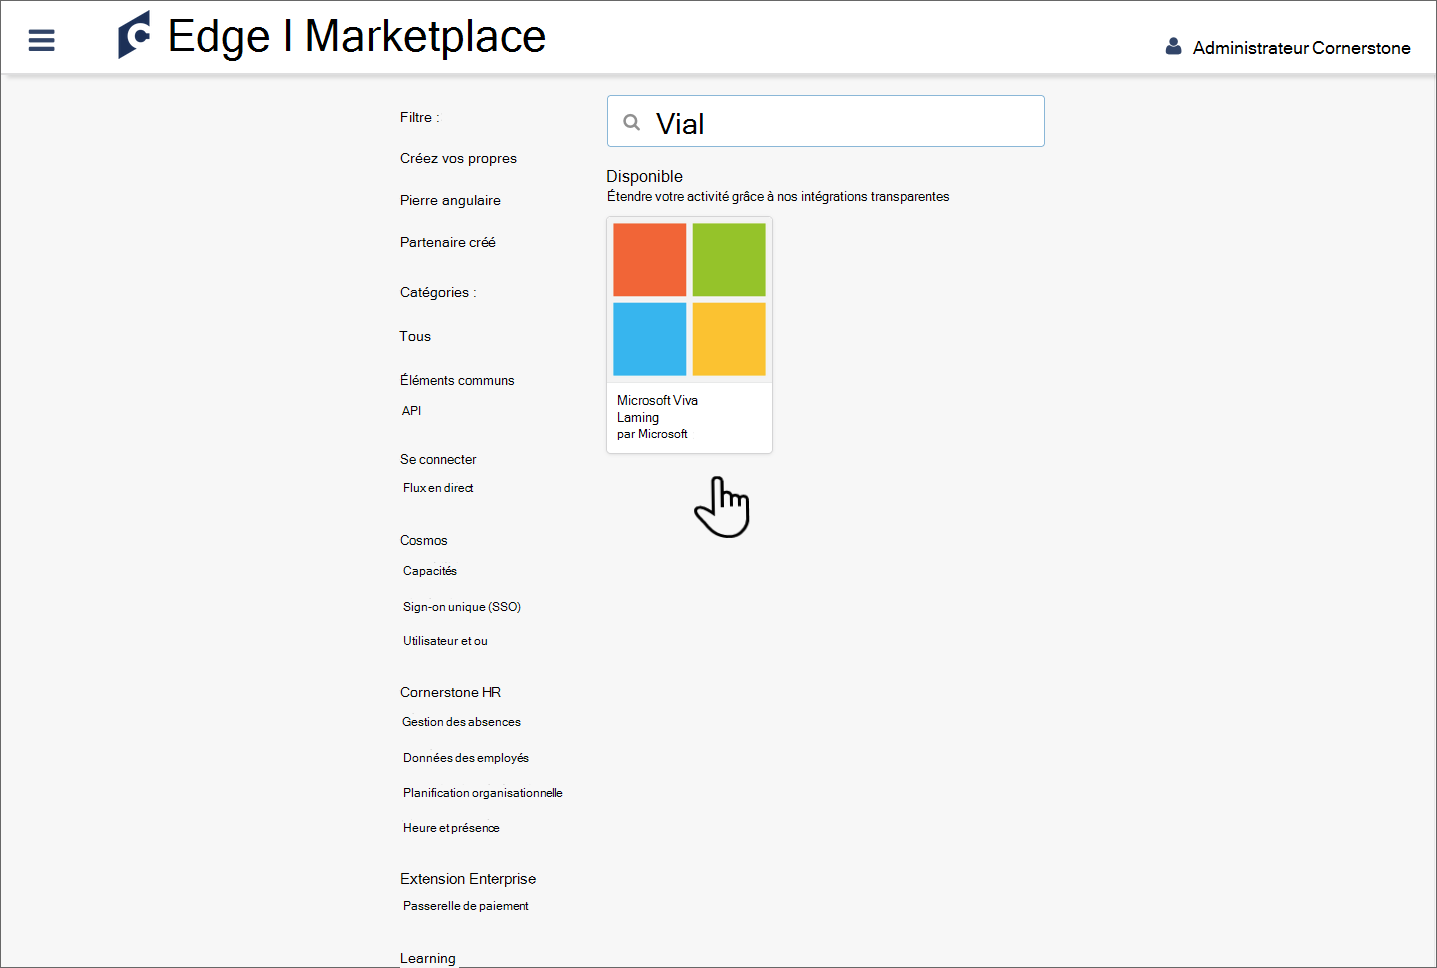 Edge I Marketplace
Administrateur Cornerstone
Filtre :
Créez vos propres
Pierre angulaire
Partenaire créé
Catégories :
Tous
Éléments communs
API
Se connecter
Flux en direct
Cosmos
Capacités
Sign-on unique (SSO)
Utilisateur et ou
Cornerstone HR
Gestion des absences
Données des employés
Planification organisationnelle
Heure et présence
Extension Enterprise
Passerelle de paiement
Learning
Vial
Disponible
Étendre votre activité grâce à nos intégrations transparentes
Microsoft Viva
Laming
par Microsoft